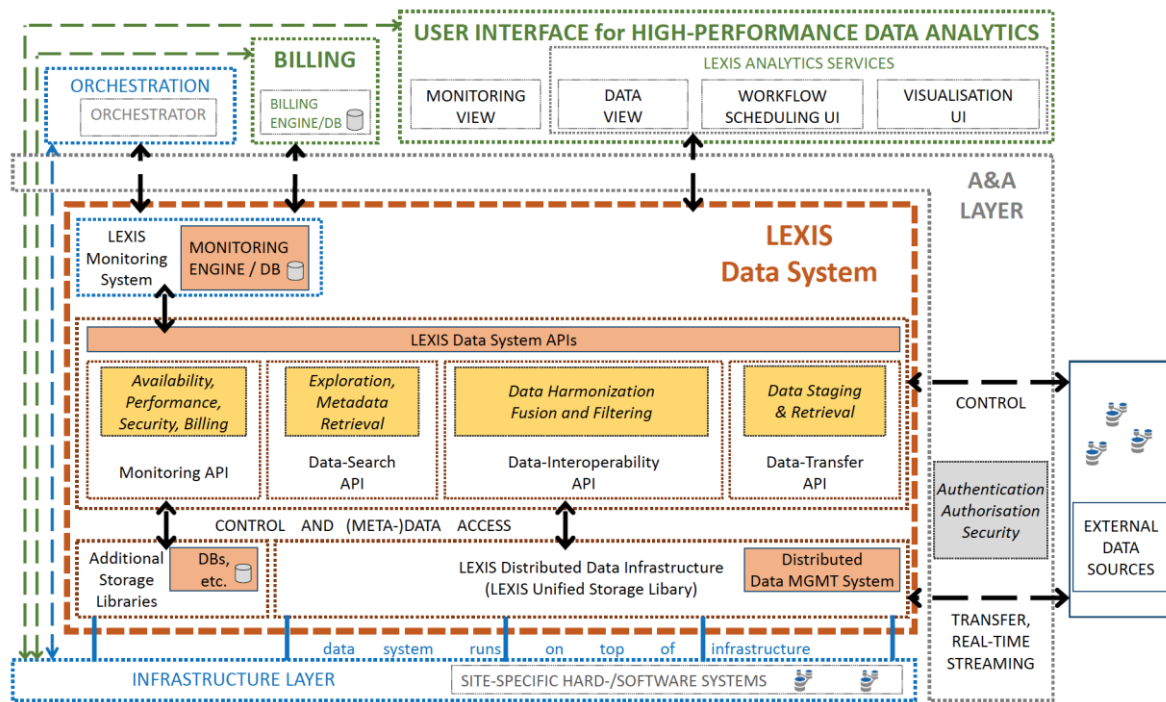 USER INTERFACE for HIGH-PERFORMANCE DATA ANALYTICS
LEXIS ANALYTICS SERVICES
MONITORING
VIEW
DATA
VIEW
WORKFLOW
SCHEDULING UI
VISUALISATION
UI
BILLING
BILLING
ENGINE/DB
ORCHESTRATION
ORCHESTRATOR
A&A
LAYER
LEXIS
Data System
LEXIS
Monitoring
System
MONITORING
ENGINE / DB
LEXIS Data System APIs
Availability,
Performance,
Security, Billing
Monitoring API
Exploration,
Metadata
Retrieval
Data-Search
API
Data Harmonization
Fusion and Filtering
Data-Interoperability
API
Data Staging
& Retrieval
Data-Transfer
API
CONTROL
Authentication
Authorisation
Security
EXTERNAL
DATA
SOURCES
CONTROL AND (META-)DATA ACCESS
Additional
Storage
Libraries
DBs,
etc.
LEXIS Distributed Data Infrastructure
(LEXIS Unified Storage Libary)
Distributed
Data MGMT System
TRANSFER,
REAL-TIME
STREAMING
data system runs on top of infrastructure
INFRASTRUCTURE LAYER
SITE-SPECIFIC HARD-/SOFTWARE SYSTEMS